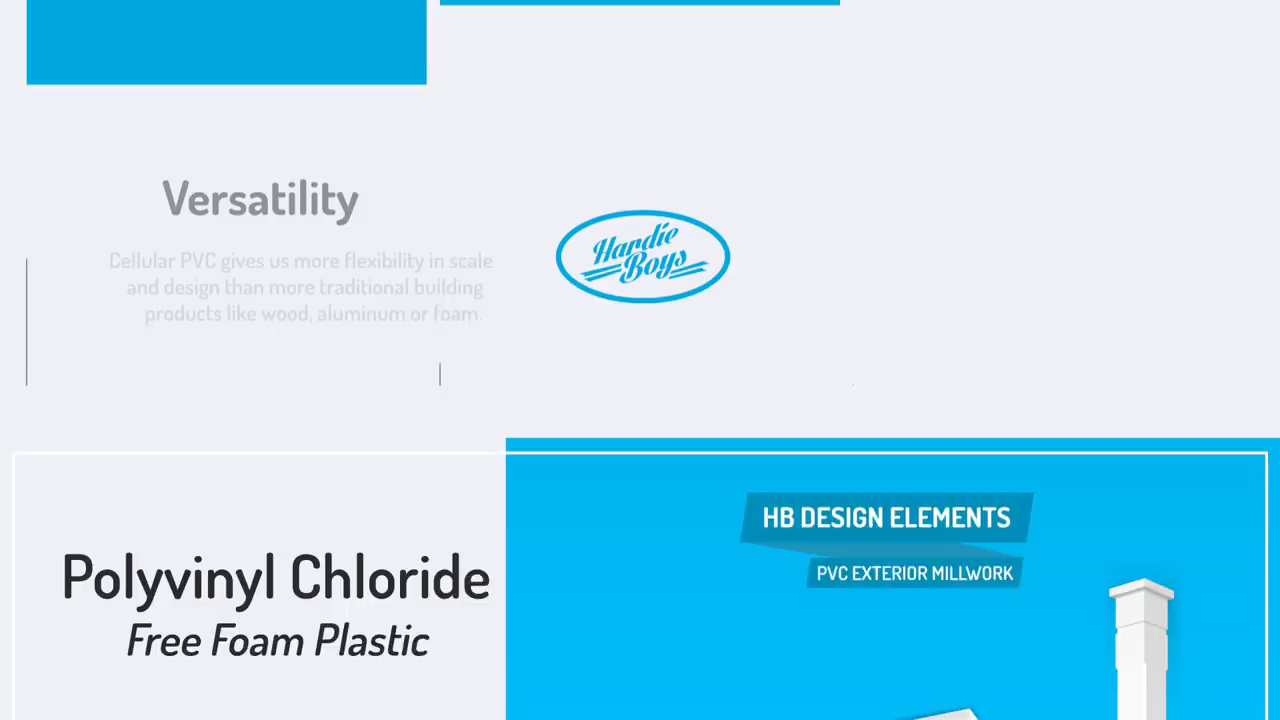 Versatility
Cellular PVC gives us more flexibility in scale
and design than more traditional building
products like wood, aluminum or foam.
Hardie
Boys
HB DESIGN ELEMENTS
PVC EXTERIOR MILLWORK
Polyvinyl Chloride
Free Foam Plastic